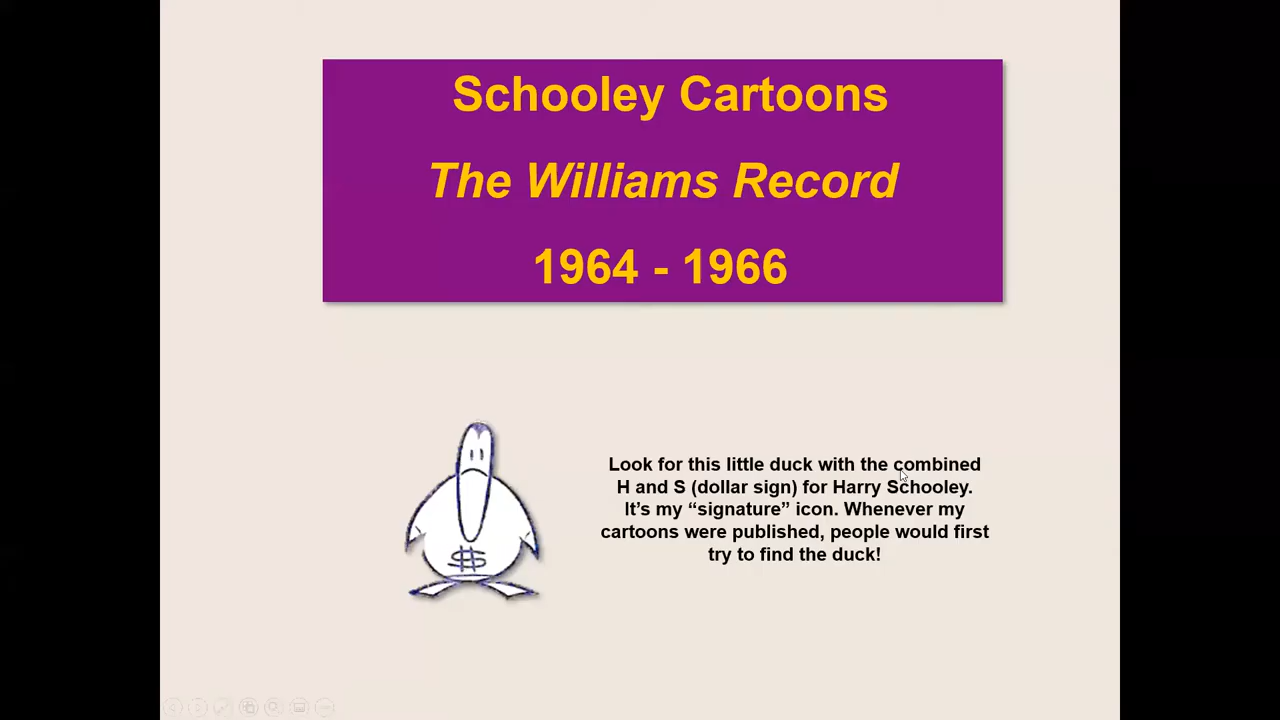 Schooley Cartoons
The Williams Record
1964 - 1966
Look for this little duck with the combined
H and S (dollar sign) for Harry Schooley.
It’s my “signature” icon. Whenever my
cartoons were published, people would first
try to find the duck!